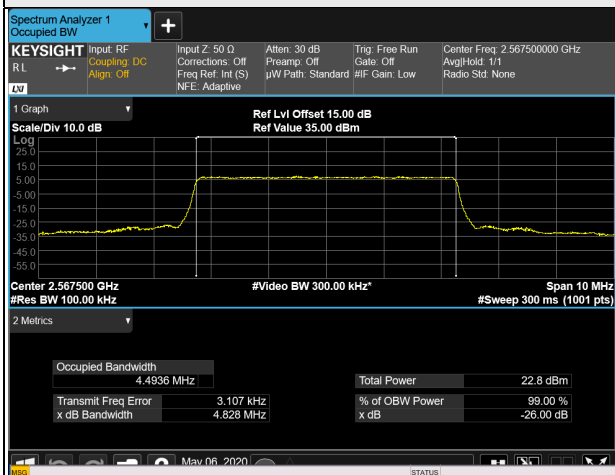 Spectrum Analyzer 1
Occupied BW
+
KEYSIGHT
R L
LXI
Input: RF
Coupling: DC
Align: Off
Input Z: 50 Ω
Corrections: Off
Freq Ref: Int (S)
NFE: Adaptive
Atten: 30 dB
Preamp: Off
µW Path: Standard
Trig: Free Run
Gate: Off
#IF Gain: Low
Center Freq: 2.567500000 GHz
Avg|Hold: 1/1
Radio Std: None
1 Graph
Scale/Div 10.0 dB
Ref Lvl Offset 15.00 dB
Ref Value 35.00 dBm
Log
25.0
15.0
5.00
-5.00
-15.0
-25.0
-35.0
-45.0
-55.0
Center 2.567500 GHz
#Res BW 100.00 kHz
#Video BW 300.00 kHz*
Span 10 MHz
#Sweep 300 ms (1001 pts)
2 Metrics
Occupied Bandwidth
4.4936 MHz
Transmit Freq Error 3.107 kHz
x dB Bandwidth 4.828 MHz
Total Power 22.8 dBm
% of OBW Power 99.00 %
x dB -26.00 dB
May 06, 2020
MSG
STATUS